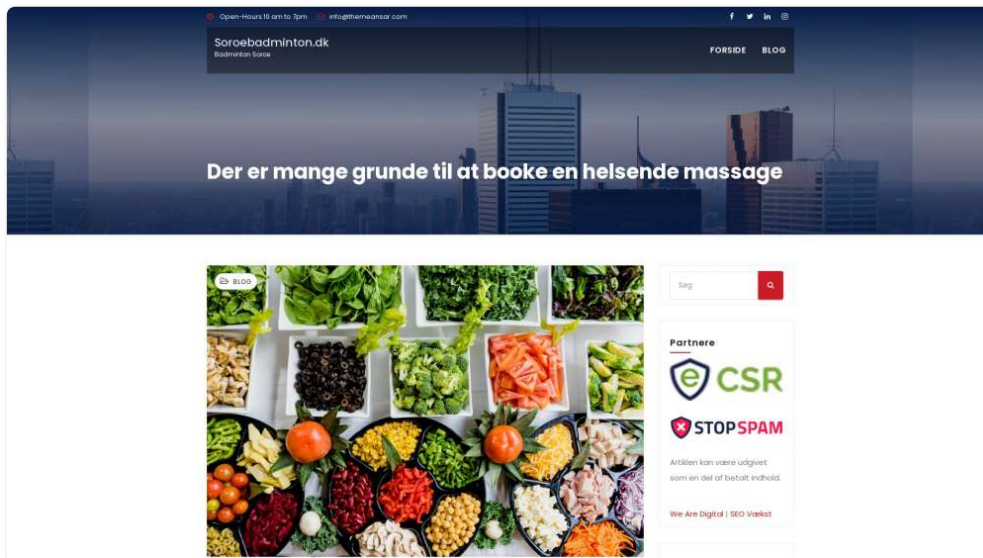 Open-Hours:10 am to 7pm info@themeansar.com
Soroebadminton.dk
Badminton Soroe
FORSIDE BLOG
Der er mange grunde til at booke en helsende massage
BLOG
Søg
Partnere
e CSR
STOPSPAM
Artiklen kan være udgivet
som en del af betalt indhold.
We Are Digital | SEO Vækst